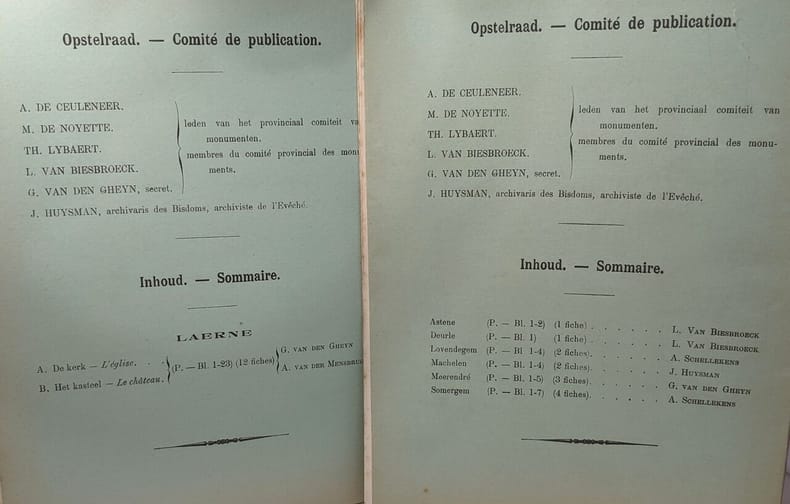 Opstelraad. — Comité de publication.
A. DE CEULENEER.
M. DE NOYETTE.
TH. LYBAERT.
L. VAN BIESBROECK.
G. VAN DEN GHEYN, secret.
leden van het provinciaal comiteit
monumenten.
membres du comité provincial des
ments.
J. HUYSMAN, archivaris des Bisdoms, archiviste de l'Evêché.
Inhoud. — Sommaire.
LAERNE
A. De kerk — L'église. . .
B. Het kasteel — Le château.
(P. — Bl. 1-23) (12 fiches)
G. VAN DEN GHEYN
A. VAN DER
Opstelraad. — Comité de publication.
A. DE CEULENEER.
M. DE NOYETTE.
TH. LYBAERT.
L. VAN BIESBROECK.
G. VAN DEN GHEYN, secret.
leden van het provinciaal comiteit van
monumenten.
membres du comité provincial des monu-
ments.
J. HUYSMAN, archivaris des Bisdoms, archiviste de l'Evêché.
Inhoud. — Sommaire.
Astene (P. — Bl. 1-2) (1 fiche) . . . . . . L. VAN BIESBROECK
Deurle (P. — Bl. 1) (1 fiche) . . . . . . L. VAN BIESBROECK
Lovendegem (P. — Bl. 1-4) (2 fiches). . . . . . A. SCHELLEKENS
Machelen (P. — Bl. 1-4) (2 fiches). . . . . . J. HUYSMAN
Meerendré (P. — Bl. 1-5) (3 fiches). . . . . . G. VAN DEN GHEYN
Somergem (P. — Bl. 1-7) (4 fiches). . . . . . A. SCHELLEKENS